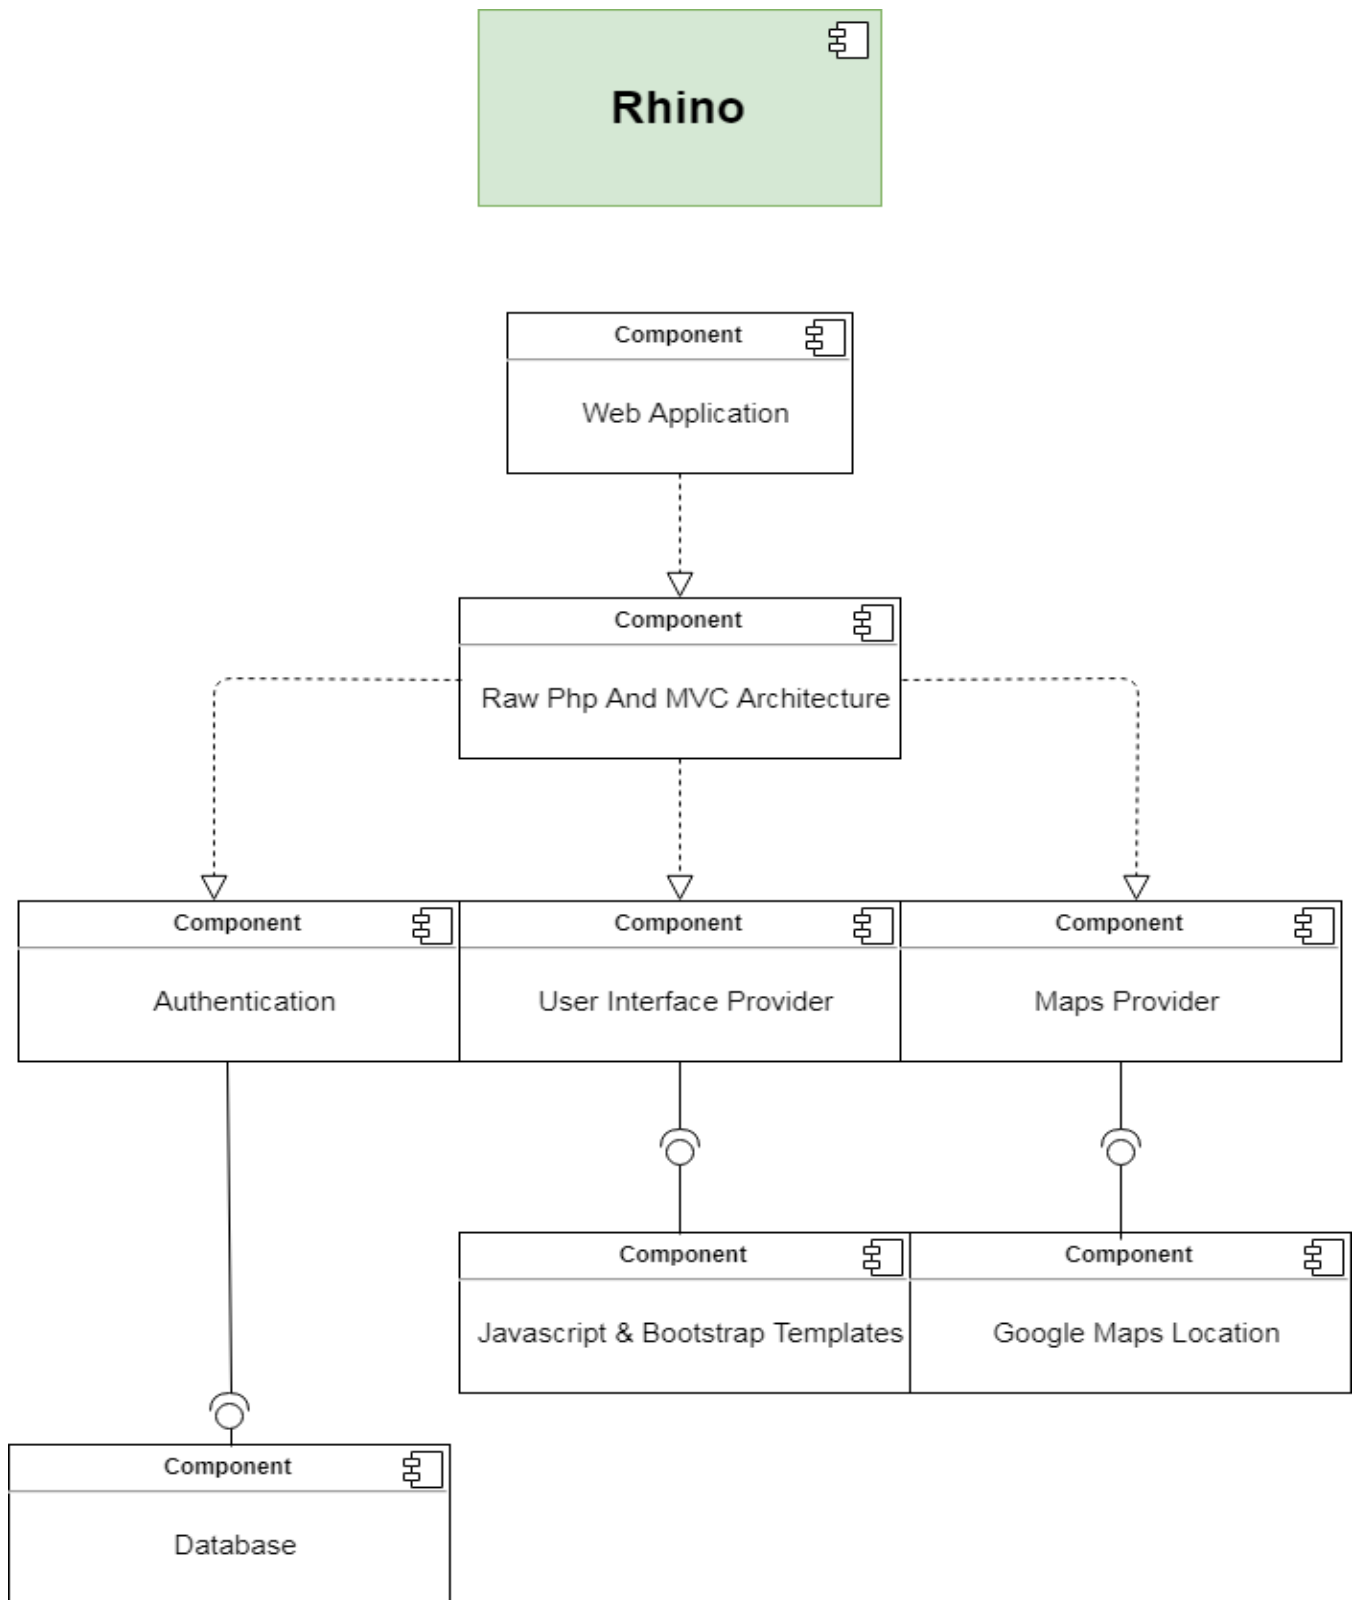 Rhino
Component
Web Application
Component
Raw Php And MVC Architecture
Component
Authentication
Component
User Interface Provider
Component
Maps Provider
Component
Javascript & Bootstrap Templates
Component
Google Maps Location
Component
Database